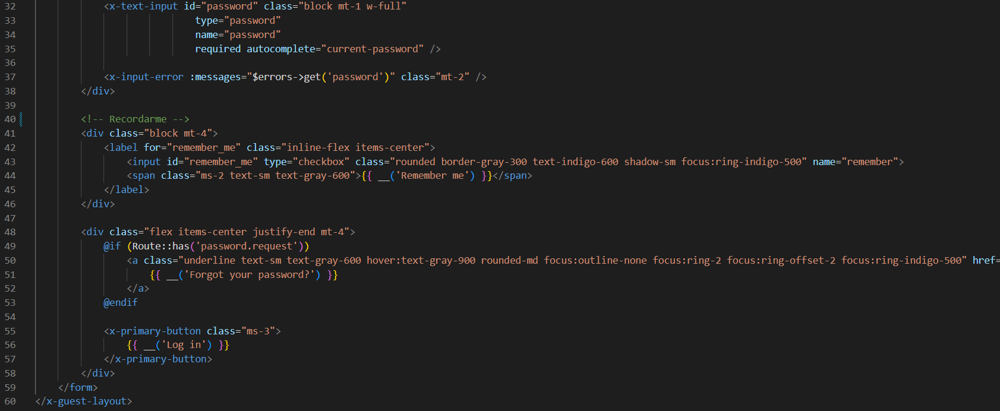 32 <x-text-input id="password" class="block mt-1 w-full"
33 type="password"
34 name="password"
35 required autocomplete="current-password" />
36
37 <x-input-error :messages="$errors->get('password')" class="mt-2" />
38 </div>
39
40 <!-- Recordarme -->
41 <div class="block mt-4">
42 <label for="remember_me" class="inline-flex items-center">
43 <input id="remember_me" type="checkbox" class="rounded border-gray-300 text-indigo-600 shadow-sm focus:ring-indigo-500" name="remember">
44 <span class="ms-2 text-sm text-gray-600">{{ __('Remember me') }}</span>
45 </label>
46 </div>
47
48 <div class="flex items-center justify-end mt-4">
49 @if (Route::has('password.request'))
50 <a class="underline text-sm text-gray-600 hover:text-gray-900 rounded-md focus:outline-none focus:ring-2 focus:ring-offset-2 focus:ring-indigo-500" href=
51 {{ __('Forgot your password?') }}
52 </a>
53 @endif
54
55 <x-primary-button class="ms-3">
56 {{ __('Log in') }}
57 </x-primary-button>
58 </div>
59 </form>
60 </x-guest-layout>